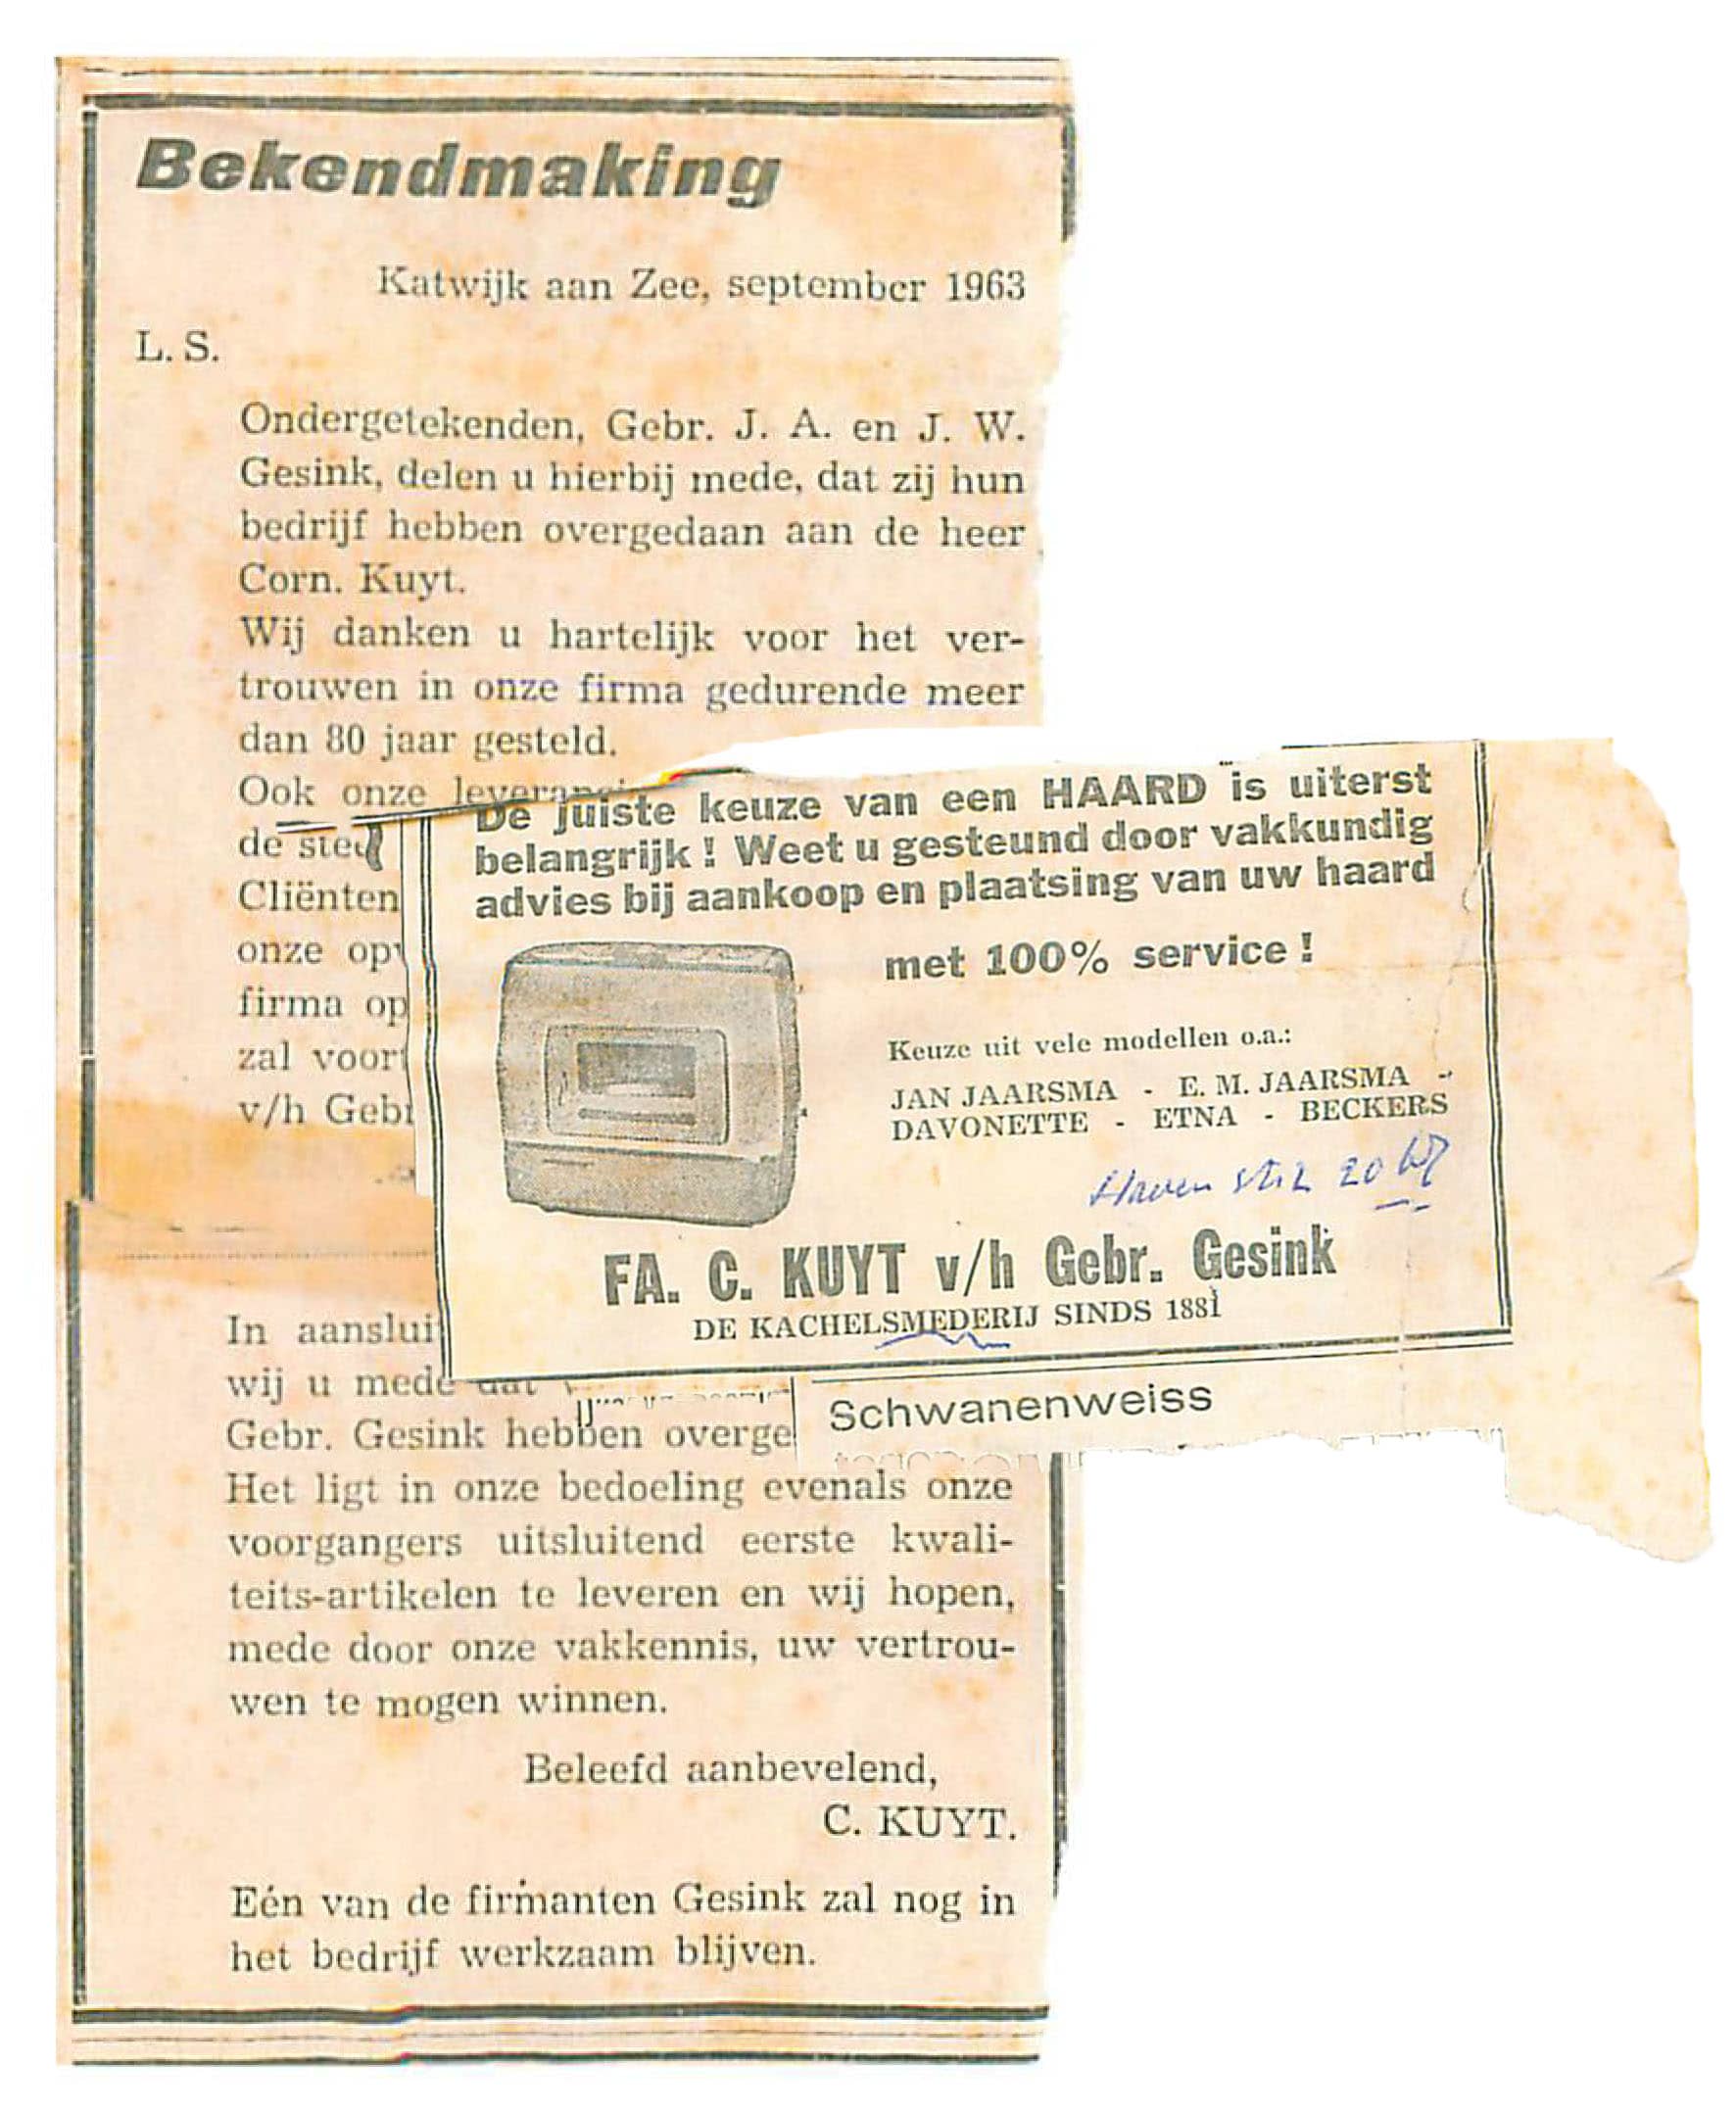 Bekendmaking
Katwijk aan Zee, september 1963
L. S.
Ondergetekenden, Gebr. J. A. en J. W.
Gesink, delen u hierbij mede, dat zij hun
bedrijf hebben overgedaan aan de heer
Corn. Kuyt.
Wij danken u hartelijk voor het ver-
trouwen in onze firma gedurende meer
dan 80 jaar gesteld.
Ook onze
de
Cliënten
onze
firma op
zal
v/h
In
wij u mede dat
Gebr. Gesink hebben
Het ligt in onze bedoeling evenals onze
voorgangers uitsluitend eerste kwali-
teits-artikelen te leveren en wij hopen,
mede door onze vakkennis, uw vertrou-
wen te mogen winnen.
Beleefd aanbevelend,
C. KUYT.
Eén van de firmanten Gesink zal nog in
het bedrijf werkzaam blijven.
De juiste keuze van een HAARD is uiterst
belangrijk ! Weet u gesteund door vakkundig
advies bij aankoop en plaatsing van uw haard
met 100% service !
Keuze uit vele modellen o.a.:
JAN JAARSMA - E. M. JAARSMA -
DAVONETTE - ETNA - BECKERS
20
FA. C. KUYT v/h Gebr. Gesink
DE KACHELSMEDERIJ SINDS 1881
Schwanenweiss